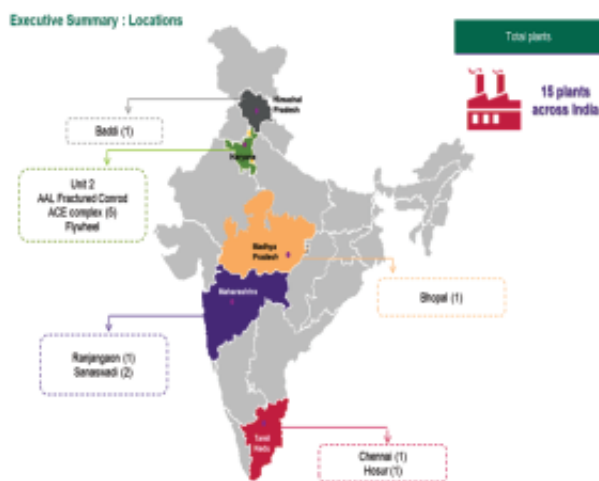 Executive Summary : Locations
Total plants
15 plants
across India
Himachal
Pradesh
Baddi (1)
Haryana
Unit 2
AAL Fractured Conrod
ACE complex (5)
Flywheel
Madhya
Pradesh
Bhopal (1)
Maharashtra
Ranjangaon (1)
Sanaswadi (2)
Tamil
Nadu
Chennai (1)
Hosur (1)